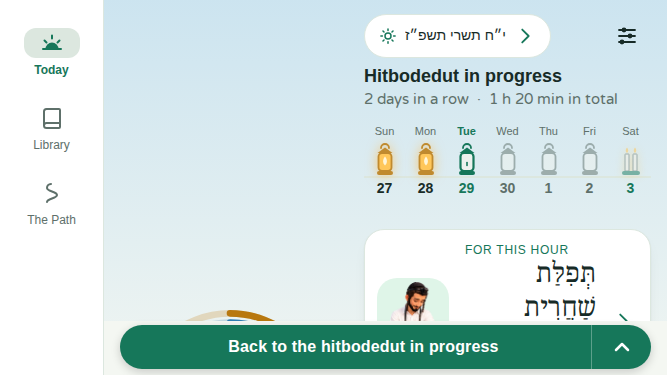 Today
Library
The Path
י״ח תשרי תשפ״ז
Hitbodedut in progress
2 days in a row · 1 h 20 min in total
Sun Mon Tue Wed Thu Fri Sat
27 28 29 30 1 2 3
FOR THIS HOUR
תְּפִלַּת
שַׁחֲרִית
Back to the hitbodedut in progress